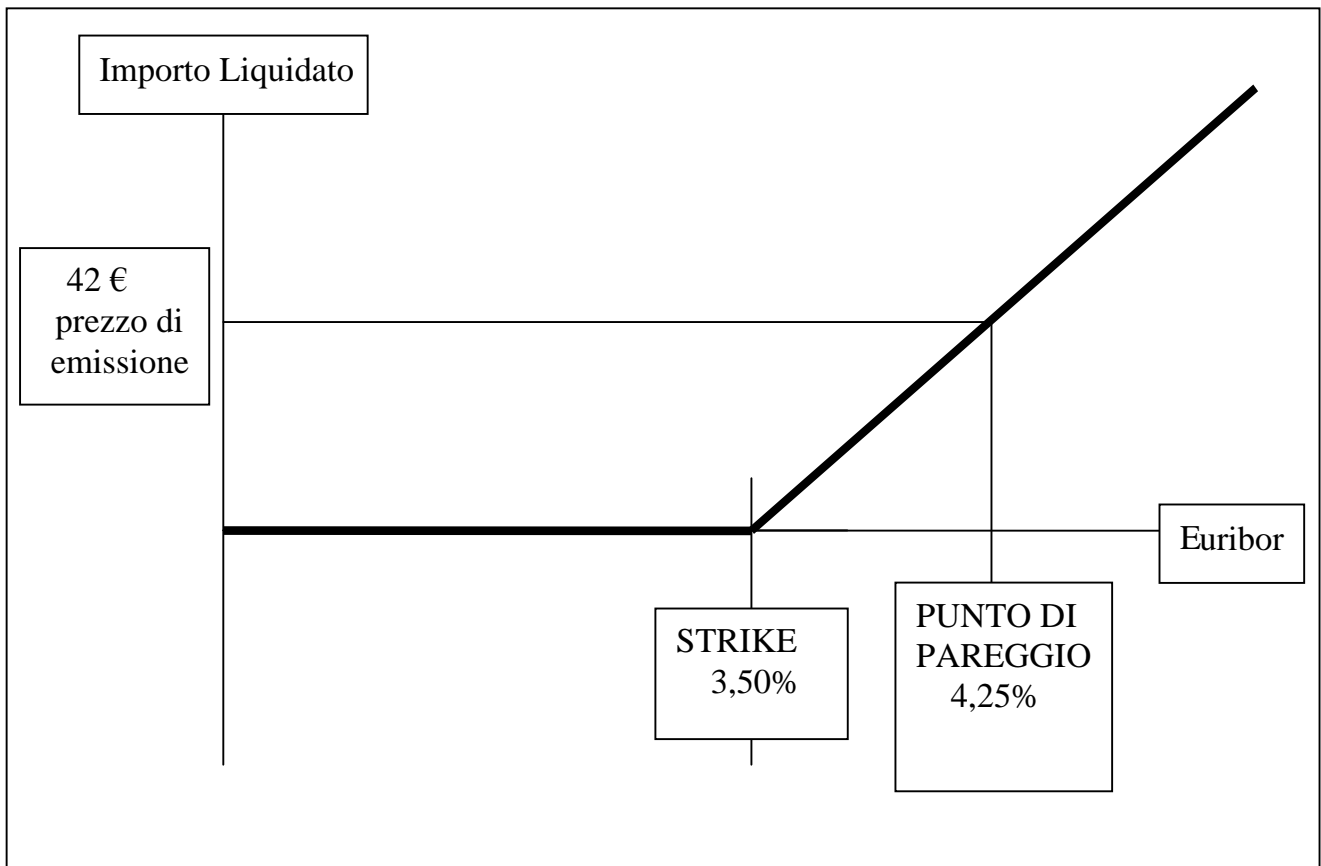 Importo Liquidato
42 €
prezzo di
emissione
Euribor
STRIKE
3,50%
PUNTO DI
PAREGGIO
4,25%